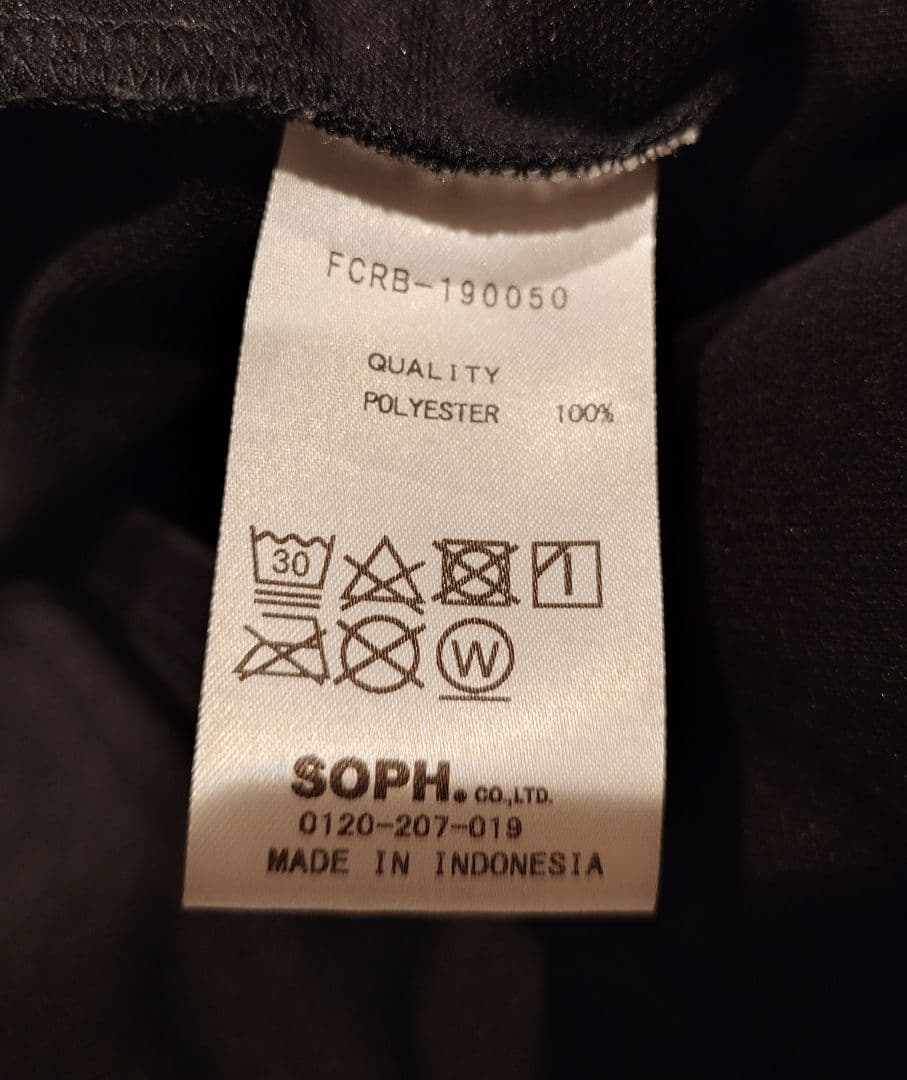 FCRB-190050
QUALITY
POLYESTER 100%
30
W
SOPH. CO.,LTD.
0120-207-019
MADE IN INDONESIA